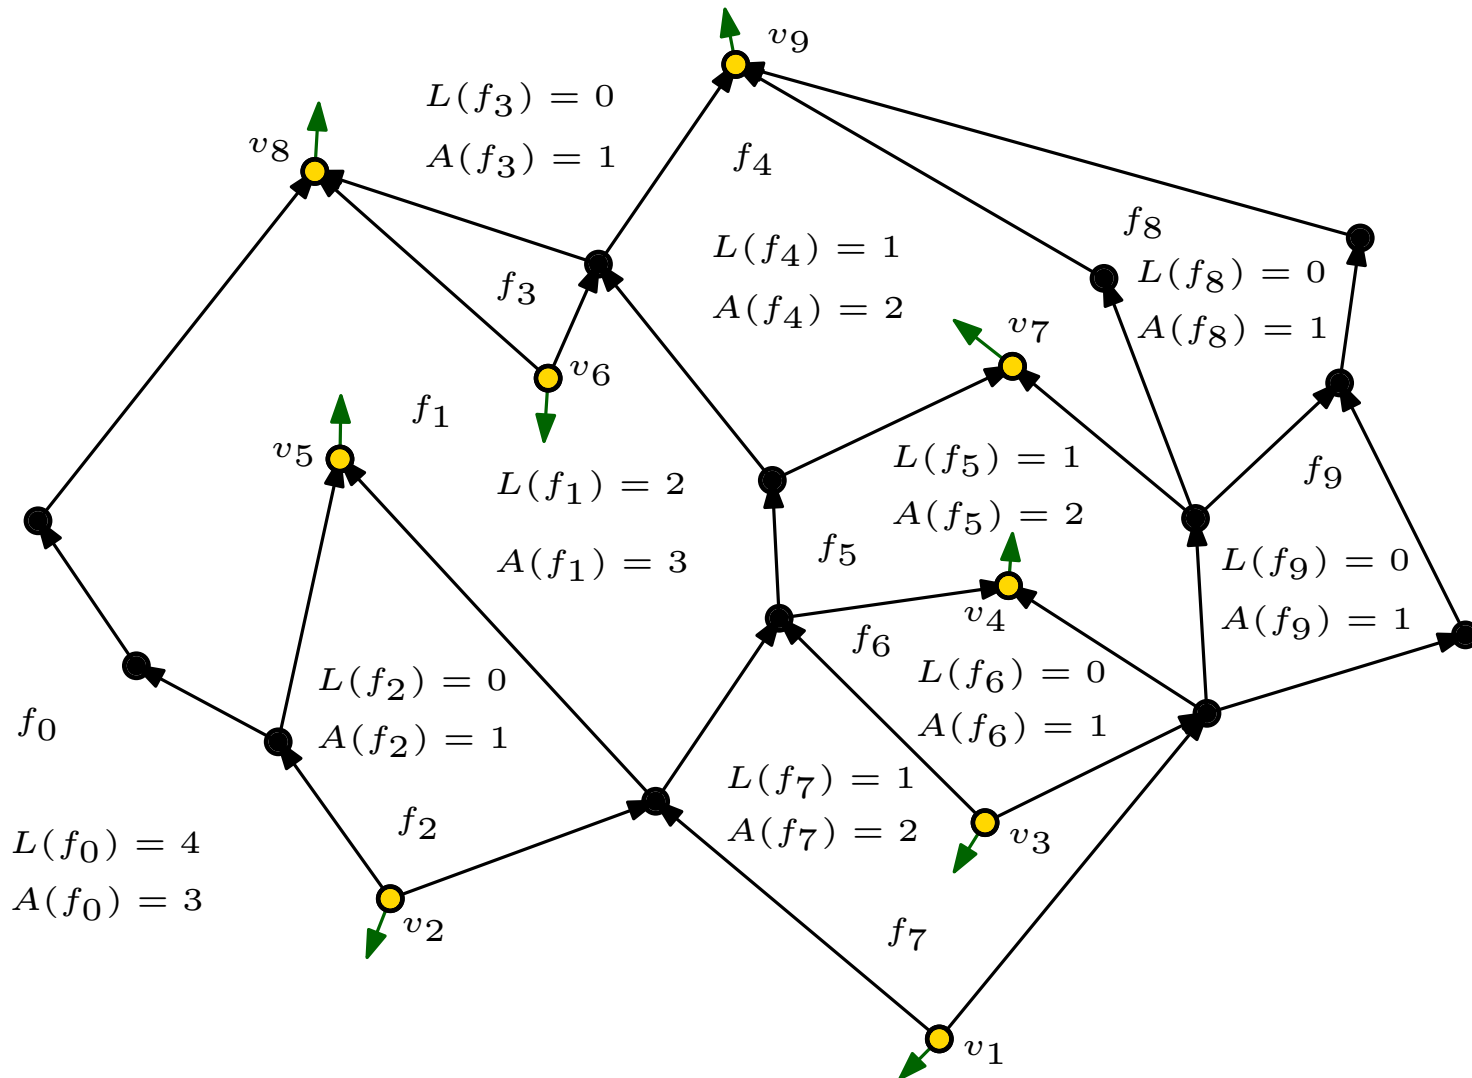 v9
L(f3) = 0
A(f3) = 1
v8
f4
f8
L(f4) = 1
A(f4) = 2
L(f8) = 0
A(f8) = 1
f3
v7
v6
f1
v5
L(f5) = 1
A(f5) = 2
f9
L(f1) = 2
A(f1) = 3
f5
L(f9) = 0
A(f9) = 1
v4
f6
L(f6) = 0
A(f6) = 1
L(f2) = 0
A(f2) = 1
f0
L(f7) = 1
A(f7) = 2
f2
v3
L(f0) = 4
A(f0) = 3
v2
f7
v1